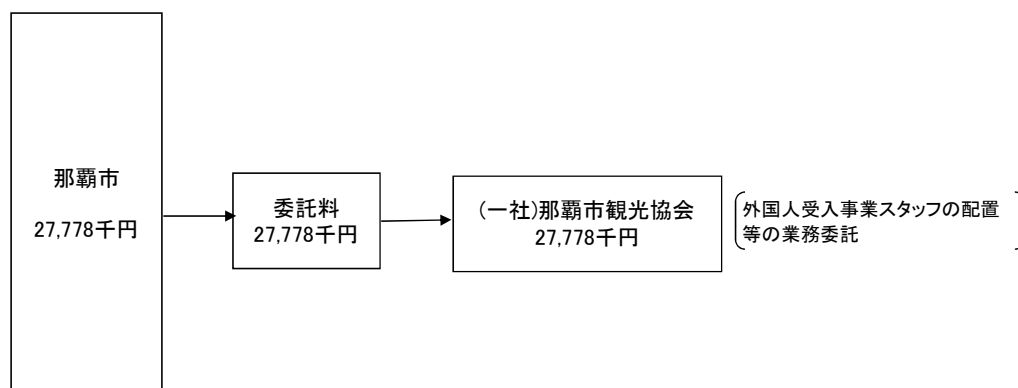 那覇市
27,778千円
委託料
27,778千円
(一社)那覇市観光協会
27,778千円
外国人受入事業スタッフの配置
等の業務委託